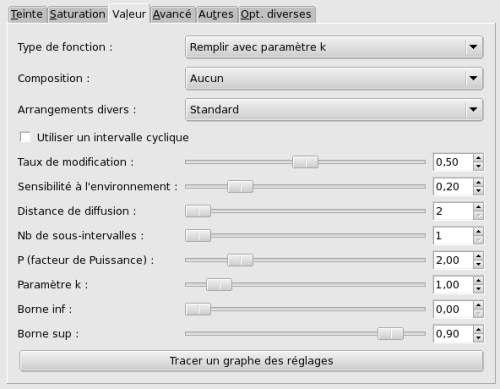 Teinte Saturation Valeur Avancé Autres Opt. diverses
Type de fonction : Remplir avec paramètre k
Composition : Aucun
Arrangements divers : Standard
Utiliser un intervalle cyclique
Taux de modification : 0,50
Sensibilité à l'environnement : 0,20
Distance de diffusion : 2
Nb de sous-intervalles : 1
P (facteur de Puissance) : 2,00
Paramètre k : 1,00
Borne inf : 0,00
Borne sup : 0,90
Tracer un graphe des réglages